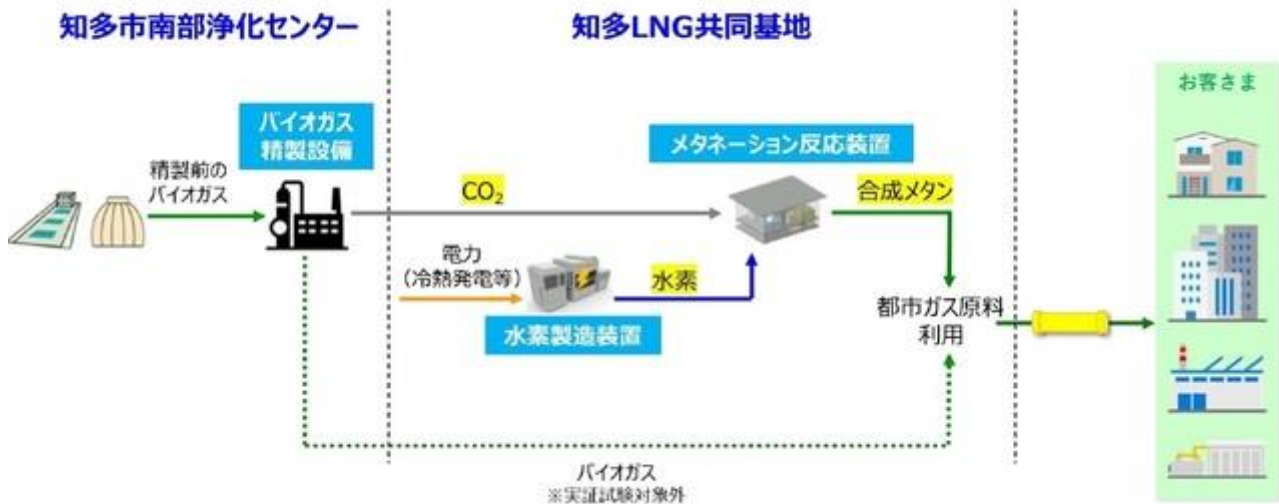 知多市南部浄化センター
知多LNG共同基地
お客さま
バイオガス
精製設備
メタネーション反応装置
精製前の
バイオガス
CO₂
合成メタン
電力
(冷熱発電等)
水素
水素製造装置
都市ガス原料
利用
バイオガス
※実証試験対象外